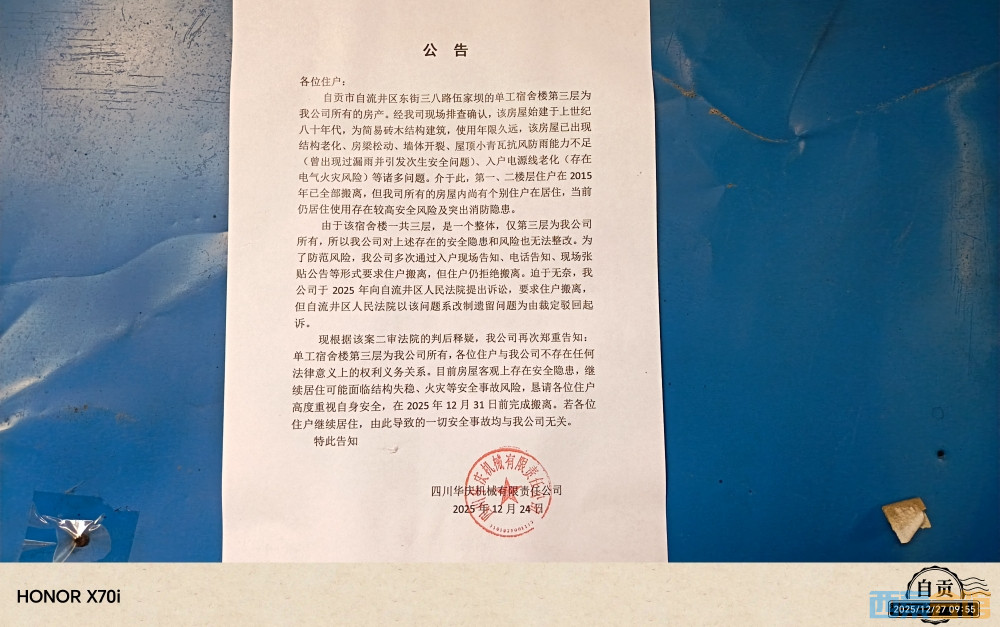 公 告
各位住户：
自贡市自流井区东街三八路伍家坝的单工宿舍楼第三层为
我公司所有的房产。经我司现场排查确认，该房屋始建于上世纪
八十年代，为简易砖木结构建筑，使用年限久远，该房屋已出现
结构老化、房梁松动、墙体开裂、屋顶小青瓦抗风防雨能力不足
（曾出现过漏雨并引发次生安全问题）、入户电源线老化（存在
电气火灾风险）等诸多问题。介于此，第一、二楼层住户在 2015
年已全部搬离，但我司所有的房屋内尚有个别住户在居住，当前
仍居住使用存在较高安全风险及突出消防隐患。
由于该宿舍楼一共三层，是一个整体，仅第三层为我公司
所有，所以我公司对上述存在的安全隐患和风险也无法整改。为
了防范风险，我公司多次通过入户现场告知、电话告知、现场张
贴公告等形式要求住户搬离，但住户仍拒绝搬离。迫于无奈，我
公司于 2025 年向自流井区人民法院提出诉讼，要求住户搬离，
但自流井区人民法院以该问题系改制遗留问题为由裁定驳回起
诉。
现根据该案二审法院的判后释疑，我公司再次郑重告知：
单工宿舍楼第三层为我公司所有，各位住户与我公司不存在任何
法律意义上的权利义务关系。目前房屋客观上存在安全隐患，继
续居住可能面临结构失稳、火灾等安全事故风险，恳请各位住户
高度重视自身安全，在 2025 年 12 月 31 日前完成搬离。若各位
住户继续居住，由此导致的一切安全事故均与我公司无关。
特此告知
四川华庆机械有限责任公司
2025 年 12 月 24 日
HONOR X70i
自贡
2025/12/27 09:55